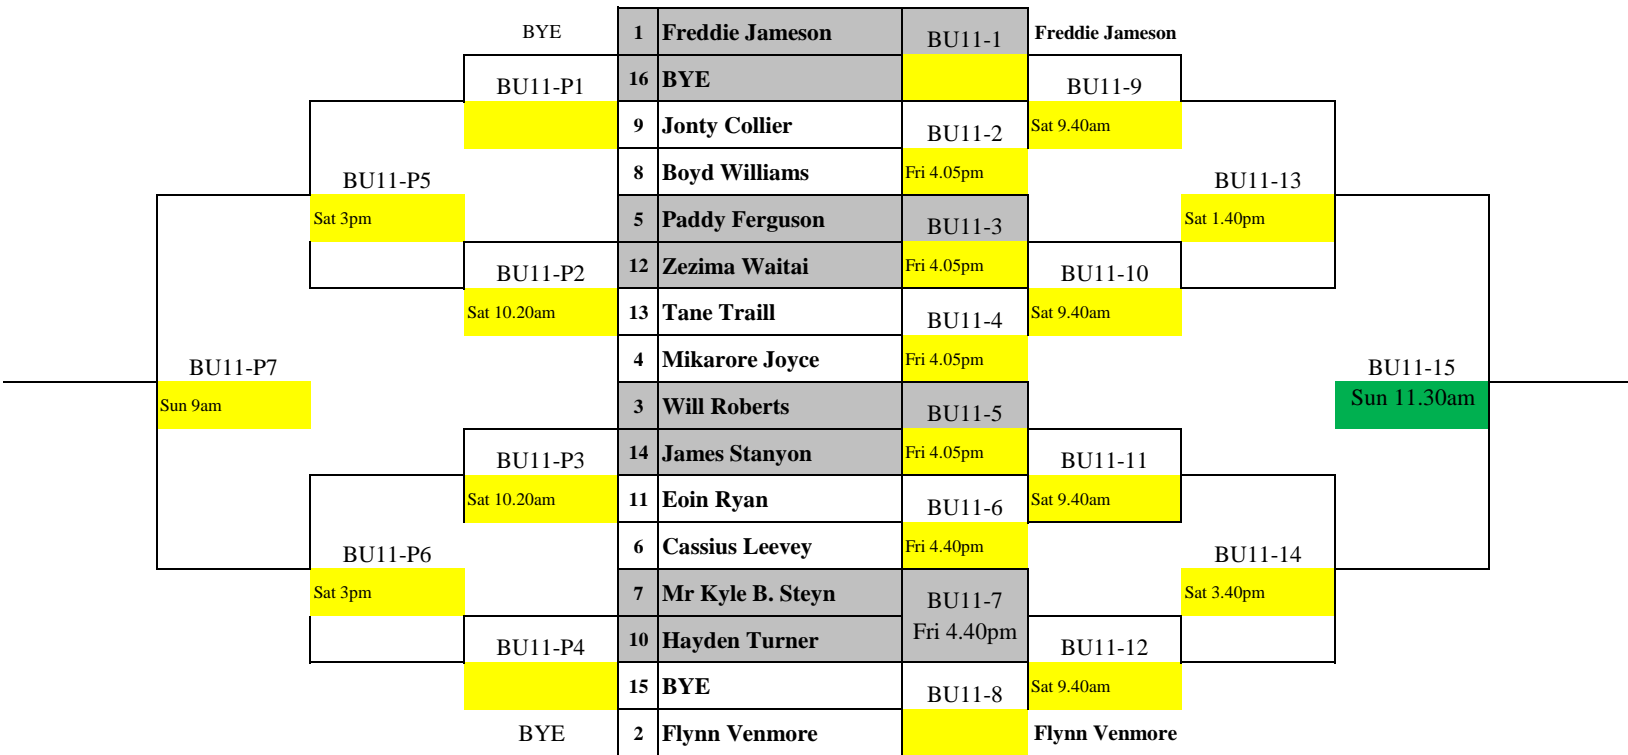 BYE 1 Freddie Jameson BU11-1 Freddie Jameson
BU11-P1 16 BYE BU11-9
9 Jonty Collier BU11-2 Sat 9.40am
BU11-P5 8 Boyd Williams Fri 4.05pm BU11-13
Sat 3pm 5 Paddy Ferguson BU11-3 Sat 1.40pm
BU11-P2 12 Zezima Waitai Fri 4.05pm BU11-10
Sat 10.20am 13 Tane Traill BU11-4 Sat 9.40am
BU11-P7 4 Mikarore Joyce Fri 4.05pm BU11-15
Sun 9am 3 Will Roberts BU11-5 Sun 11.30am
BU11-P3 14 James Stanyon Fri 4.05pm BU11-11
Sat 10.20am 11 Eoin Ryan BU11-6 Sat 9.40am
BU11-P6 6 Cassius Leevey Fri 4.40pm BU11-14
Sat 3pm 7 Mr Kyle B. Steyn BU11-7 Sat 3.40pm
BU11-P4 10 Hayden Turner Fri 4.40pm BU11-12
15 BYE BU11-8 Sat 9.40am
BYE 2 Flynn Venmore Flynn Venmore